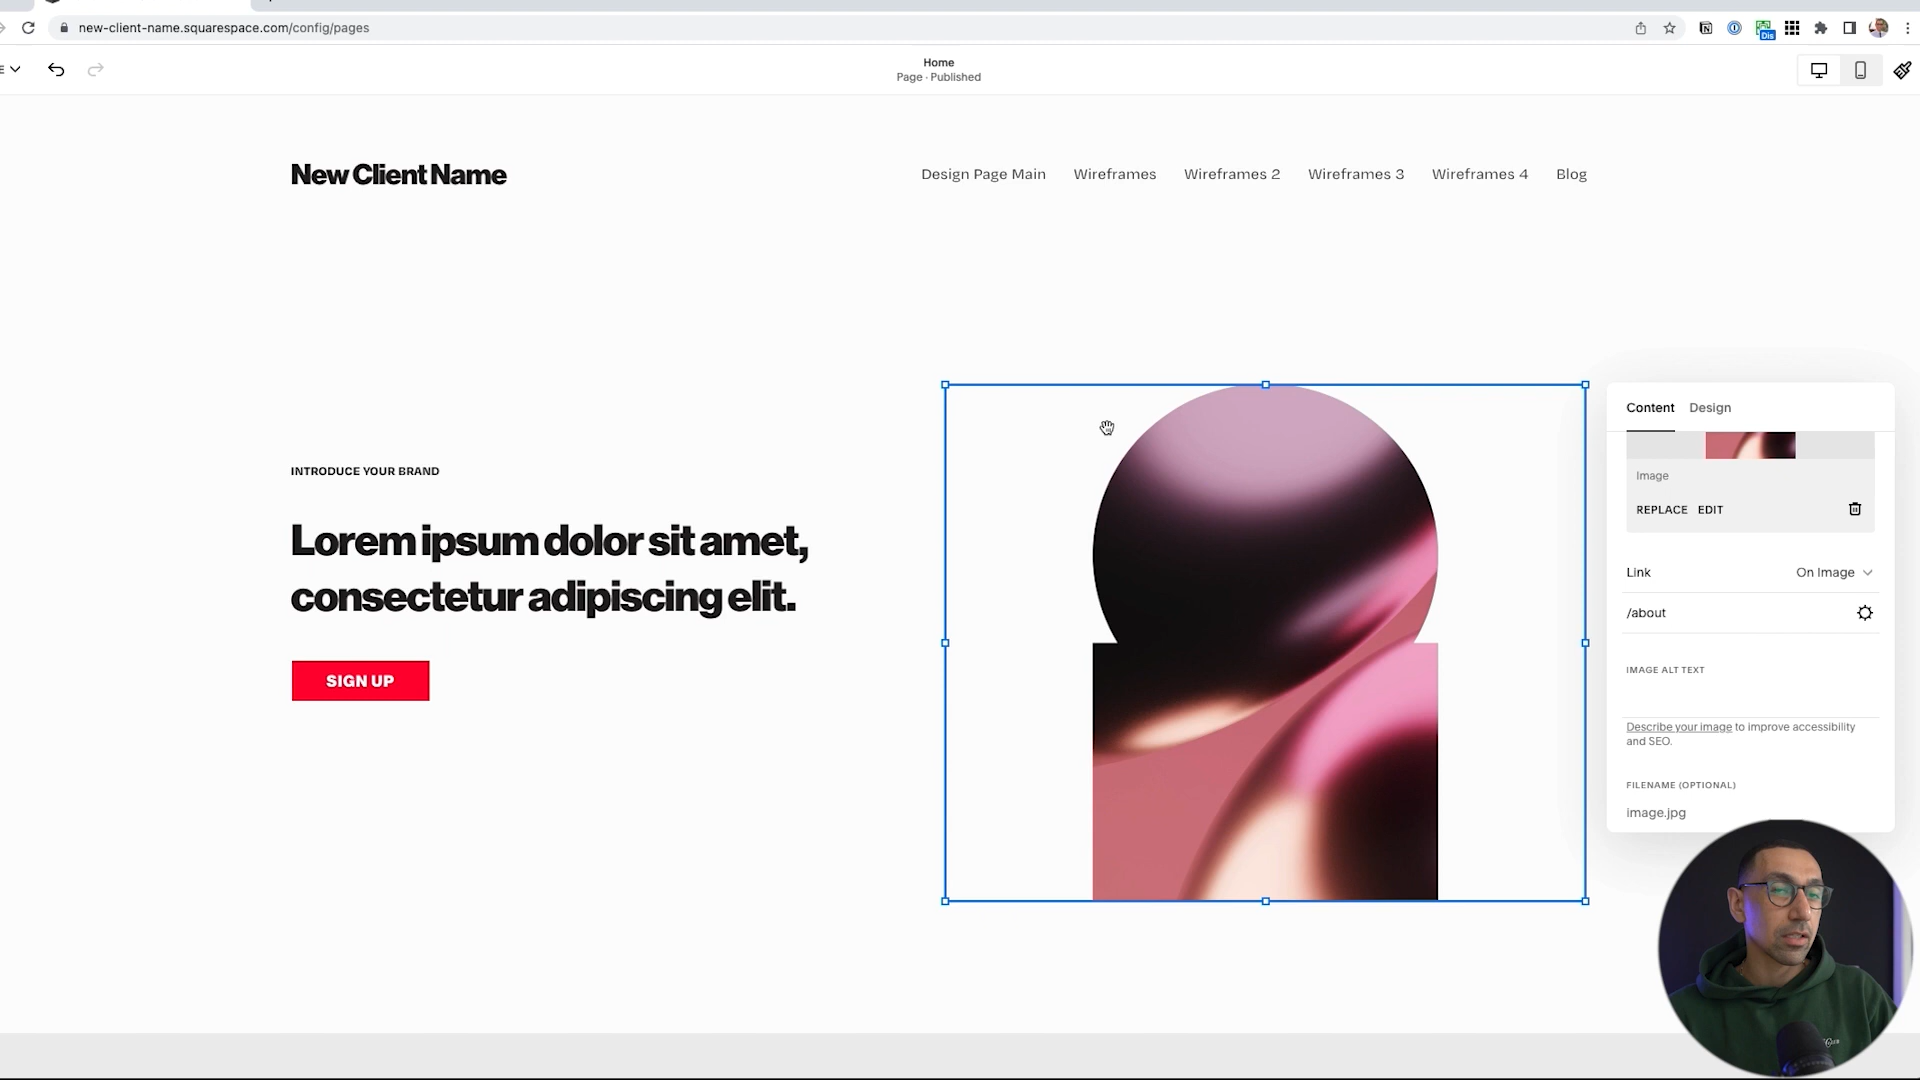 new-client-name.squarespace.com/config/pages
Dis
E
Home
Page · Published
New Client Name
Design Page Main
Wireframes
Wireframes 2
Wireframes 3
Wireframes 4
Blog
INTRODUCE YOUR BRAND
Lorem ipsum dolor sit amet,
consectetur adipiscing elit.
SIGN UP
Content
Design
Image
REPLACE
EDIT
Link
On Image
/about
IMAGE ALT TEXT
Describe your image to improve accessibility
and SEO.
FILENAME (OPTIONAL)
image.jpg